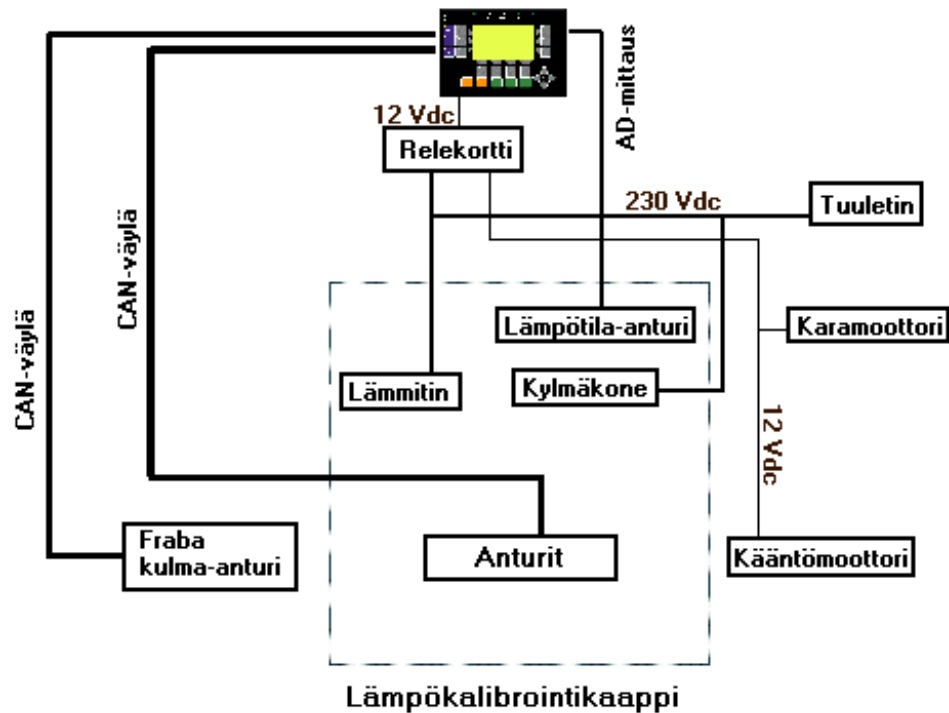 AD-mittaus
12 Vdc
Relekortti
230 Vdc
Tuuletin
CAN-väylä
CAN-väylä
Lämpötila-anturi
Karamoottori
Lämmitin
Kylmäkone
12 Vdc
Fraba
kulma-anturi
Anturit
Kääntömoottori
Lämpökalibrointikaappi